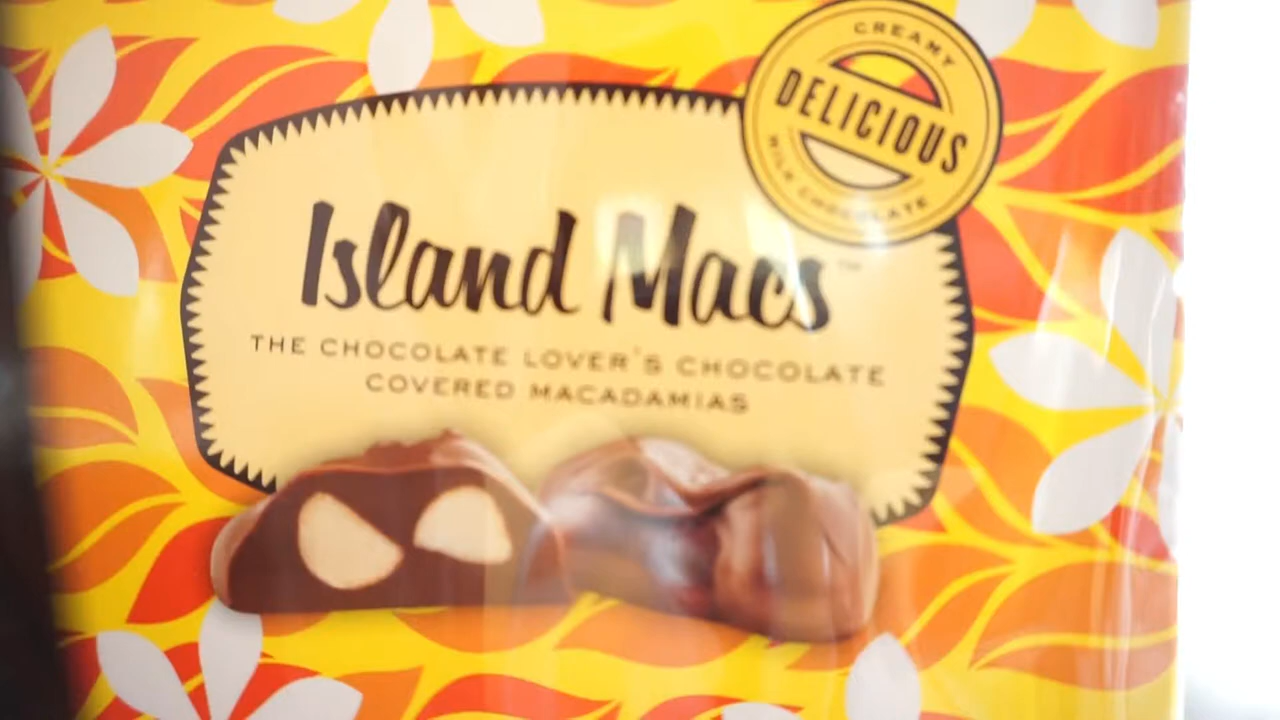 CREAMY
DELICIOUS
MILK CHOCOLATE
Island Macs™
THE CHOCOLATE LOVER'S CHOCOLATE
COVERED MACADAMIAS